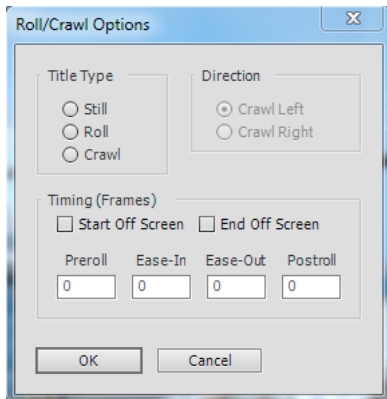 Roll/Crawl Options
Title Type
Still
Roll
Crawl
Direction
Crawl Left
Crawl Right
Timing (Frames)
Start Off Screen End Off Screen
Preroll Ease-In Ease-Out Postroll
0 0 0 0
OK Cancel